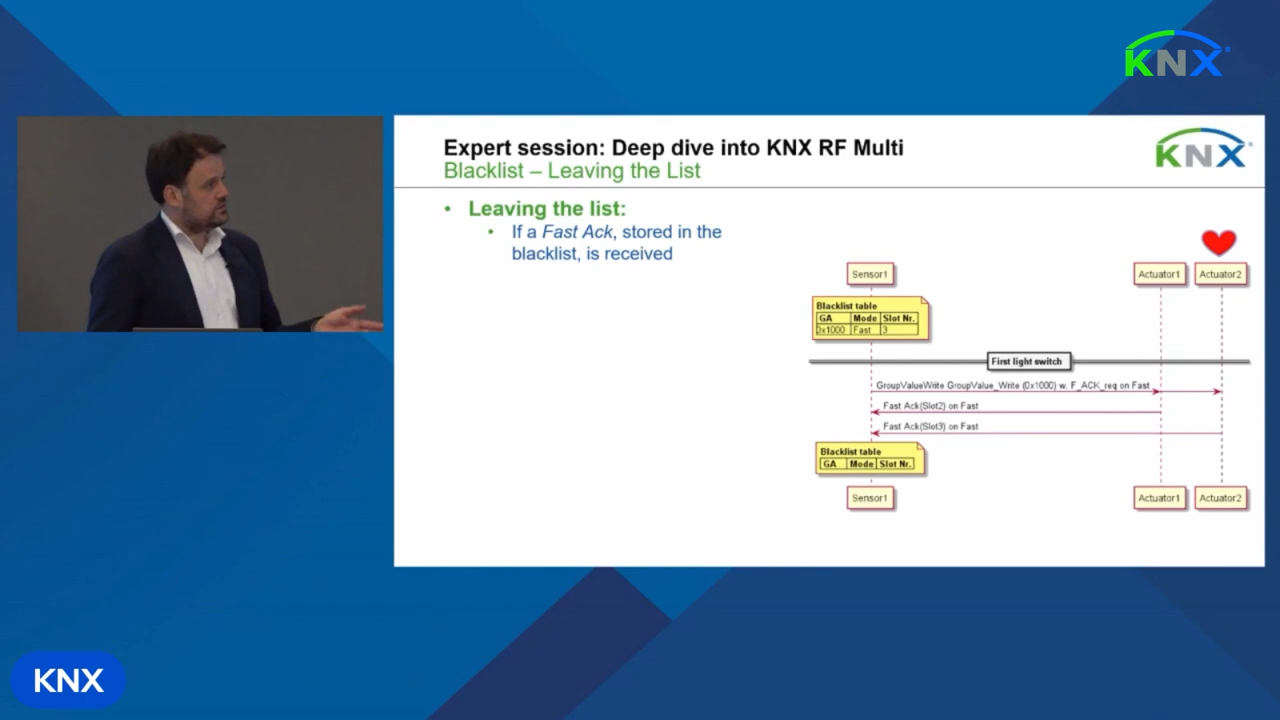 KNX
Expert session: Deep dive into KNX RF Multi
Blacklist – Leaving the List
KNX
• Leaving the list:
• If a Fast Ack, stored in the
blacklist, is received
Sensor1
Actuator1
Actuator2
Blacklist table
GA Mode Slot Nr.
0x1000 Fast 3
First light switch
GroupValueWrite GroupValue_Write (0x1000) w. F_ACK_req on Fast
Fast Ack(Slot2) on Fast
Fast Ack(Slot3) on Fast
Blacklist table
GA Mode Slot Nr.
Sensor1
Actuator1
Actuator2
KNX